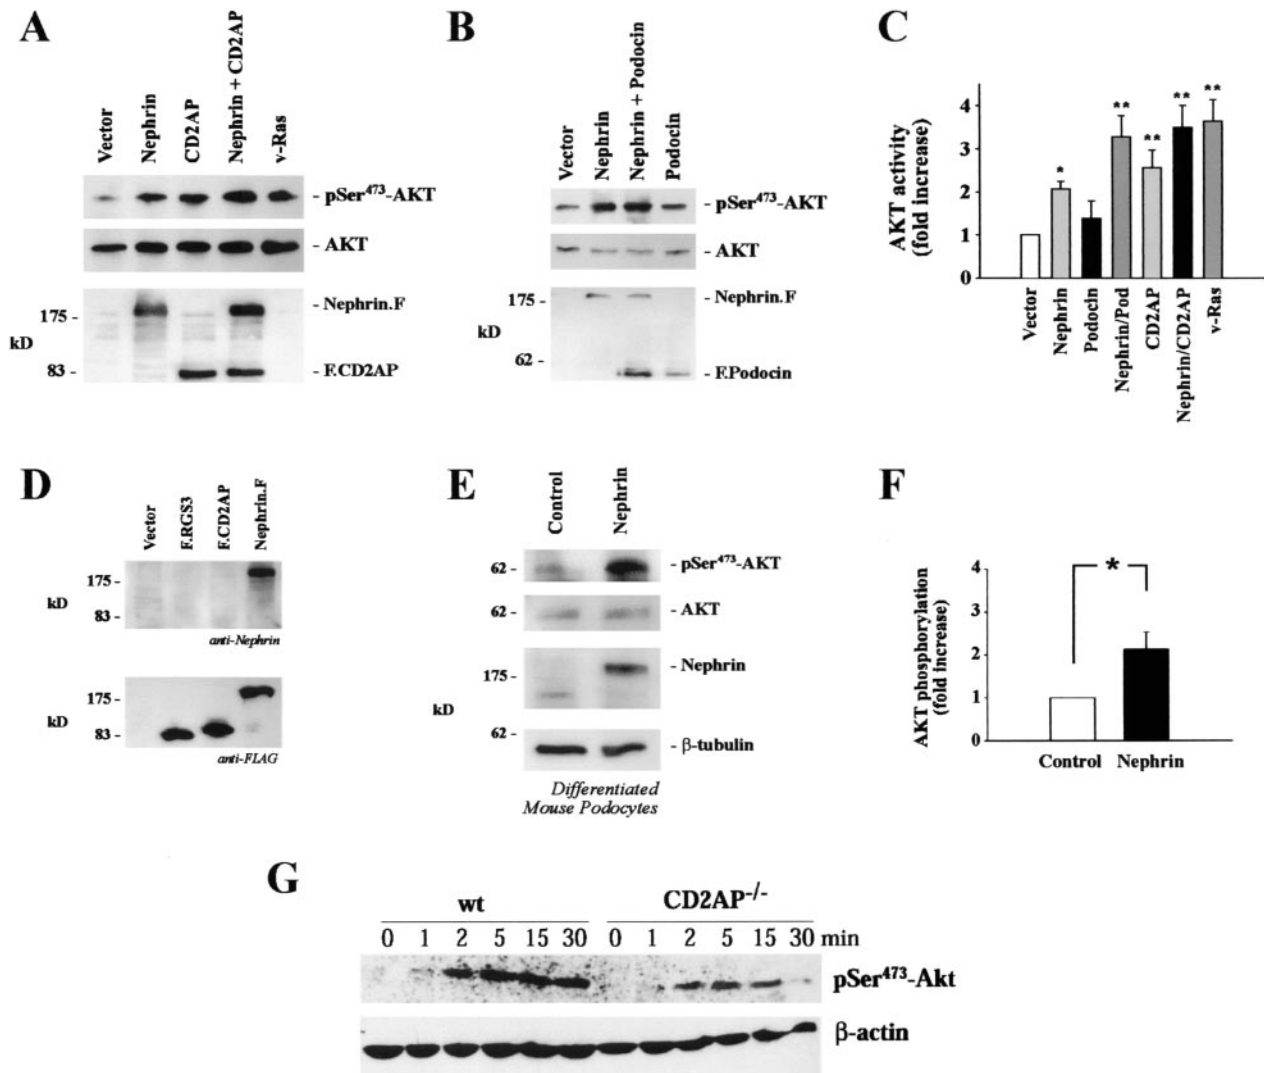 A
Vector
Nephrin
CD2AP
Nephrin + CD2AP
v-Ras
- pSer473-AKT
- AKT
- Nephrin.F
175 -
kD
83 -
- F.CD2AP
B
Vector
Nephrin
Nephrin + Podocin
Podocin
- pSer473-AKT
- AKT
- Nephrin.F
175 -
kD
62 -
- F.Podocin
C
AKT activity
(fold increase)
4
3
2
1
0
*
**
**
**
**
Vector
Nephrin
Podocin
Nephrin/Pod
CD2AP
Nephrin/CD2AP
v-Ras
D
Vector
F.RGS3
F.CD2AP
Nephrin.F
175 -
kD
83 -
anti-Nephrin
175 -
kD
83 -
anti-FLAG
E
Control
Nephrin
62 -
- pSer473-AKT
62 -
- AKT
- Nephrin
175 -
kD
62 -
- β-tubulin
Differentiated
Mouse Podocytes
F
AKT phosphorylation
(fold increase)
4
3
2
1
0
*
Control Nephrin
G
wt CD2AP-/-
0 1 2 5 15 30 0 1 2 5 15 30 min
pSer473-Akt
β-actin